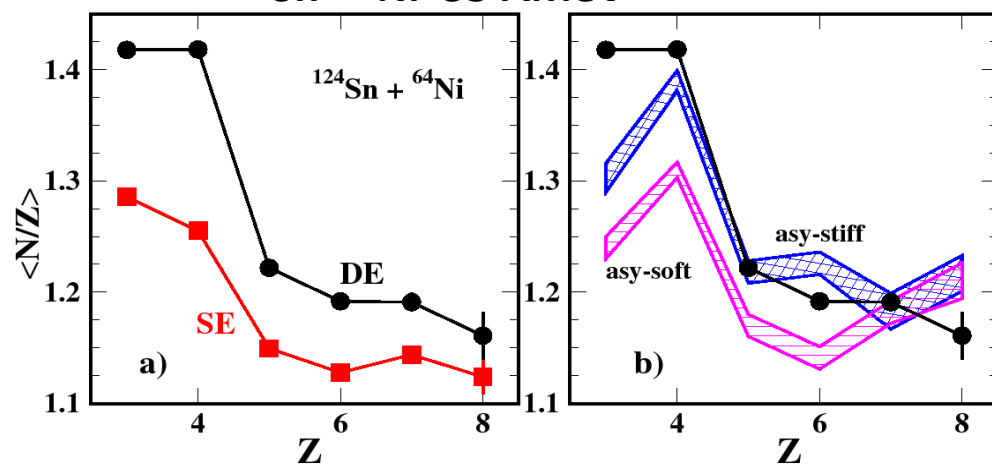 1.4
1.3
1.2
1.1
<N/Z>
124Sn + 64Ni
DE
SE
a)
4
6
8
Z
1.4
1.3
1.2
1.1
asy-stiff
asy-soft
b)
4
6
8
Z